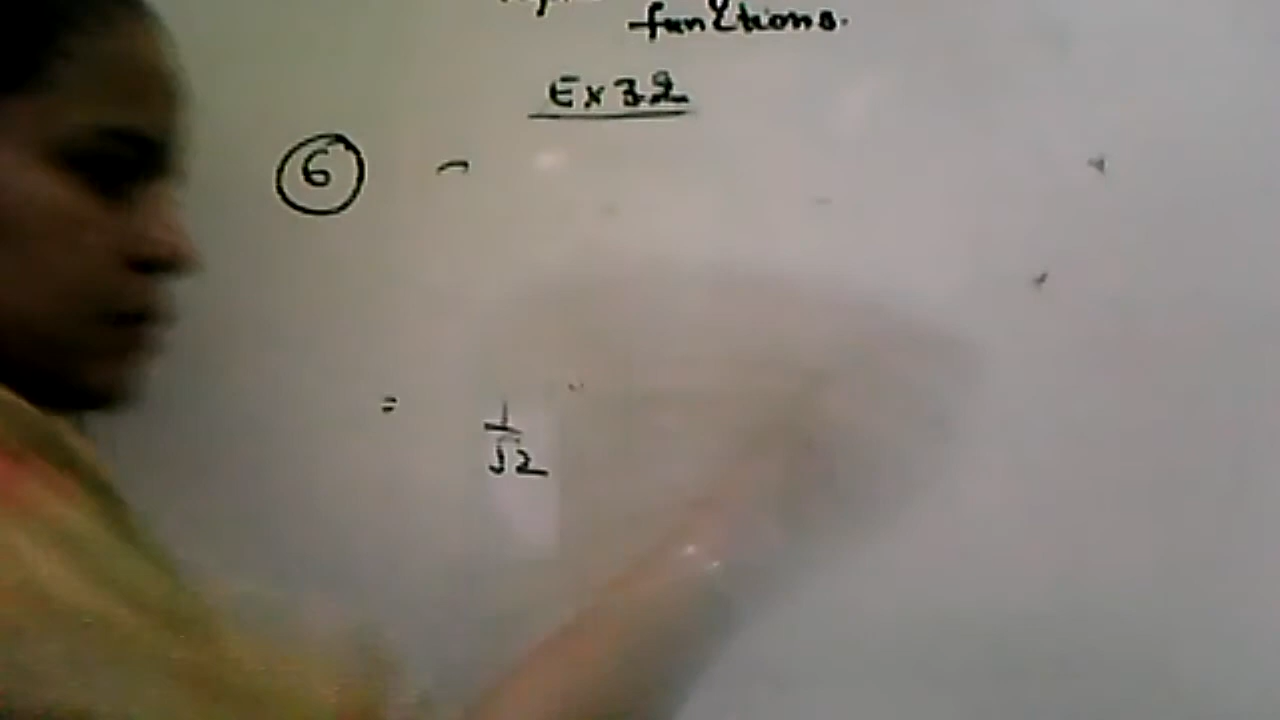 functions.
Ex 3.2
6
= 1/√2